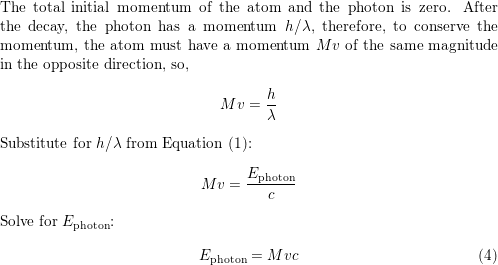 The total initial momentum of the atom and the photon is zero. After
the decay, the photon has a momentum h/λ, therefore, to conserve the
momentum, the atom must have a momentum Mv of the same magnitude
in the opposite direction, so,
Mv = h/λ
Substitute for h/λ from Equation (1):
Mv = E_photon/c
Solve for E_photon:
E_photon = Mvc (4)